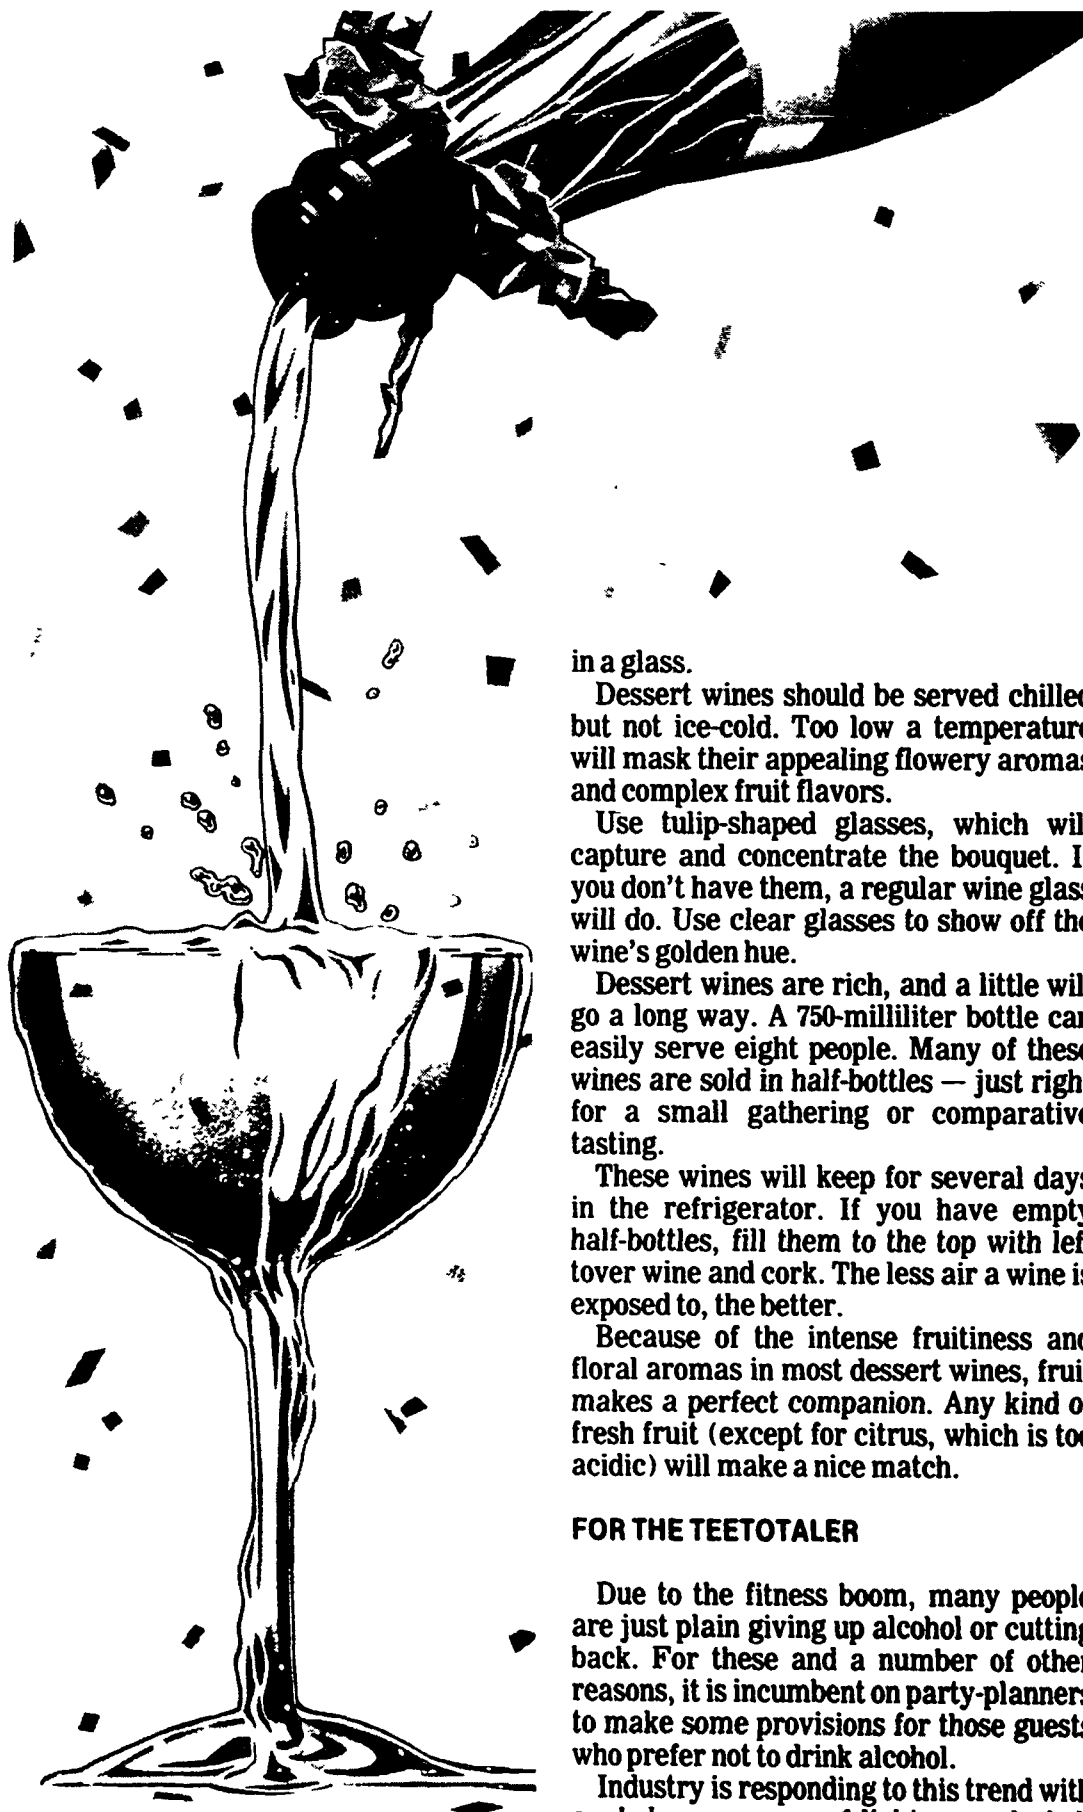 in a glass.
Dessert wines should be served chilled
but not ice-cold. Too low a temperature
will mask their appealing flowery aromas
and complex fruit flavors.
Use tulip-shaped glasses, which wil
capture and concentrate the bouquet. I
you don't have them, a regular wine glass
will do. Use clear glasses to show off the
wine's golden hue.
Dessert wines are rich, and a little wil
go a long way. A 750-milliliter bottle can
easily serve eight people. Many of these
wines are sold in half-bottles — just righ
for a small gathering or comparative
tasting.
These wines will keep for several days
in the refrigerator. If you have empty
half-bottles, fill them to the top with lef
tover wine and cork. The less air a wine is
exposed to, the better.
Because of the intense fruitiness and
floral aromas in most dessert wines, frui
makes a perfect companion. Any kind of
fresh fruit (except for citrus, which is too
acidic) will make a nice match.
FOR THE TEETOTALER
Due to the fitness boom, many people
are just plain giving up alcohol or cutting
back. For these and a number of other
reasons, it is incumbent on party-planners
to make some provisions for those guests
who prefer not to drink alcohol.
Industry is responding to this trend with